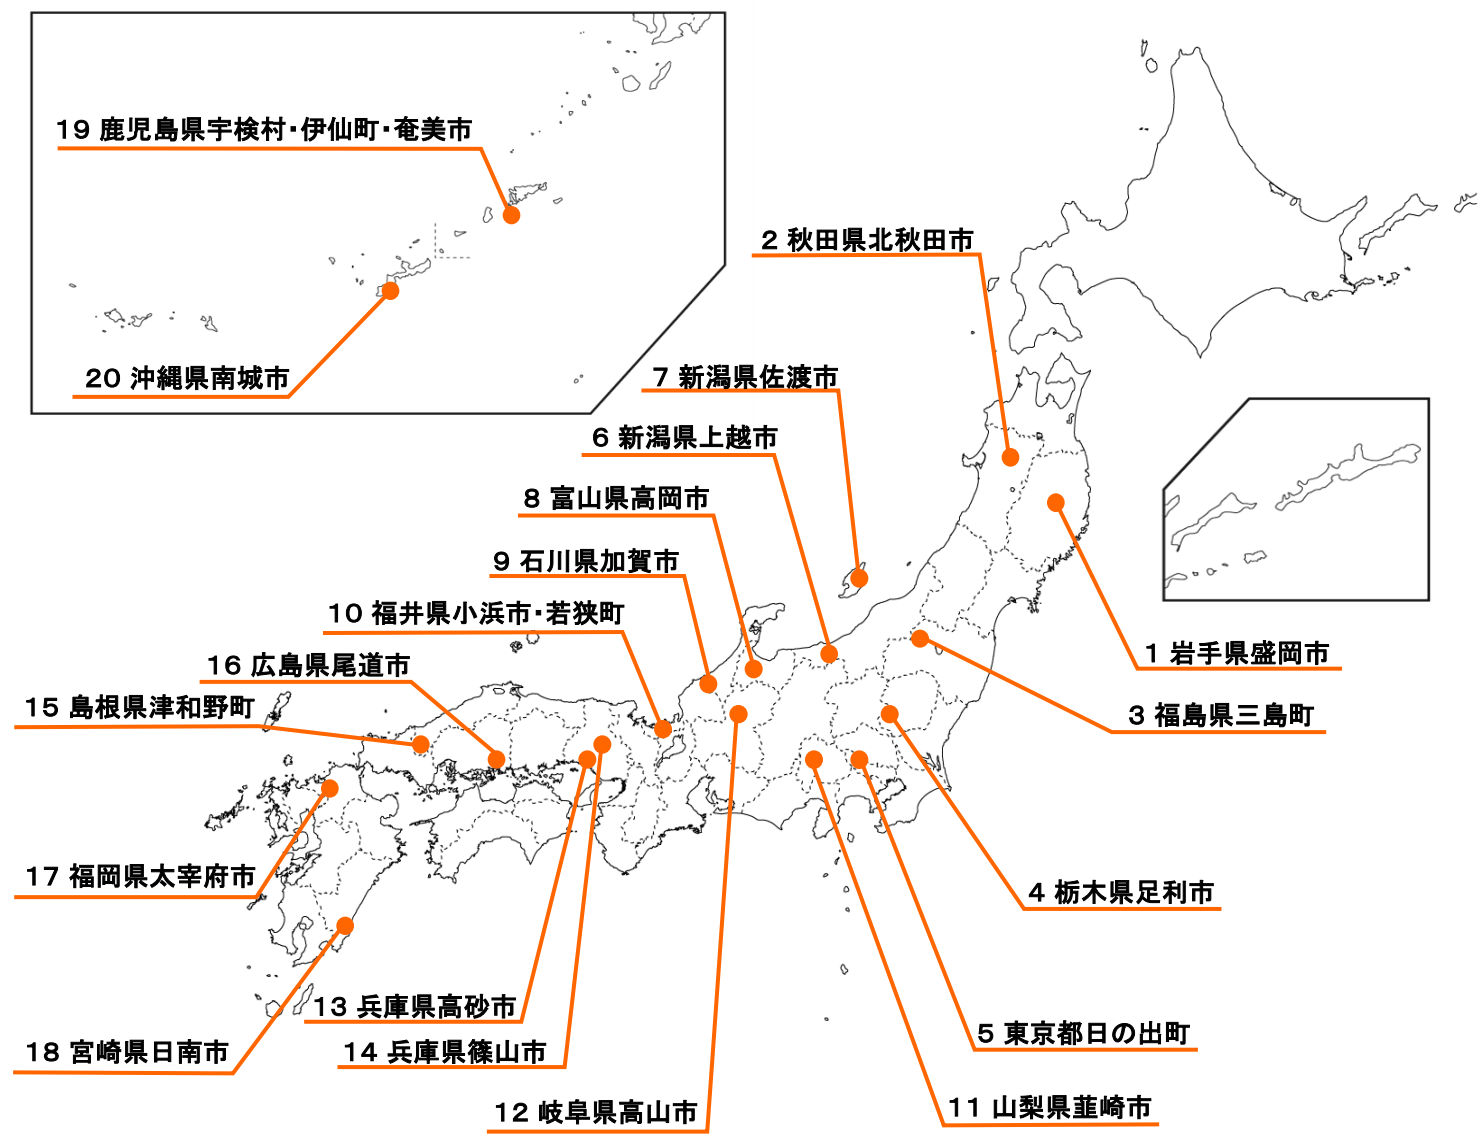 19 鹿児島県宇検村・伊仙町・奄美市
2 秋田県北秋田市
20 沖縄県南城市
7 新潟県佐渡市
6 新潟県上越市
8 富山県高岡市
9 石川県加賀市
10 福井県小浜市・若狭町
1 岩手県盛岡市
16 広島県尾道市
15 島根県津和野町
3 福島県三島町
17 福岡県太宰府市
4 栃木県足利市
13 兵庫県高砂市
5 東京都日の出町
18 宮崎県日南市
14 兵庫県篠山市
11 山梨県韮崎市
12 岐阜県高山市